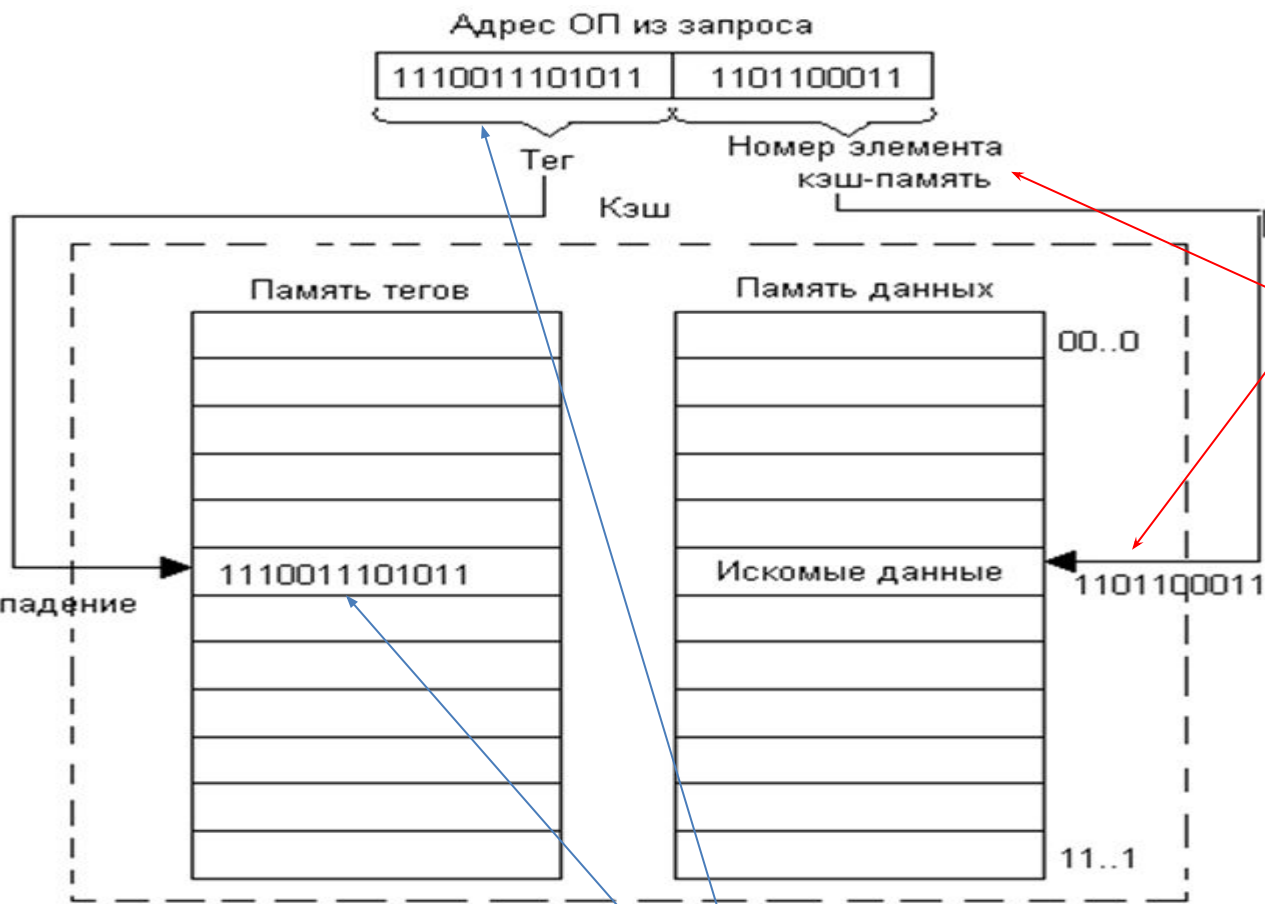 Адрес ОП из запроса
1110011101011 1101100011
Тег
Номер элемента
кэш-память
Кэш
Память тегов
Память данных
00..0
1110011101011
Искомые данные
1101100011
падение
11..1